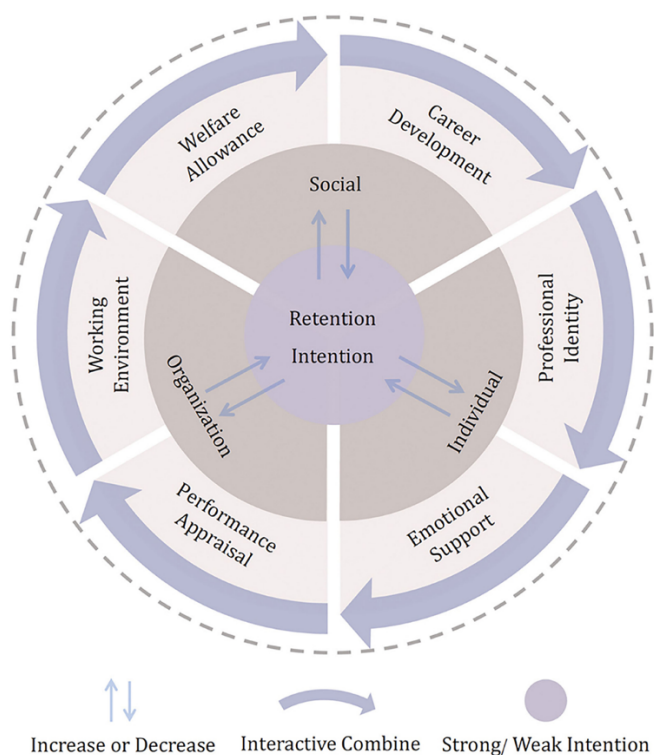 Welfare
Allowance
Career
Development
Social
Working
Environment
Retention
Intention
Professional
Identity
Organization
Individual
Performance
Appraisal
Emotional
Support
Increase or Decrease
Interactive Combine
Strong/ Weak Intention